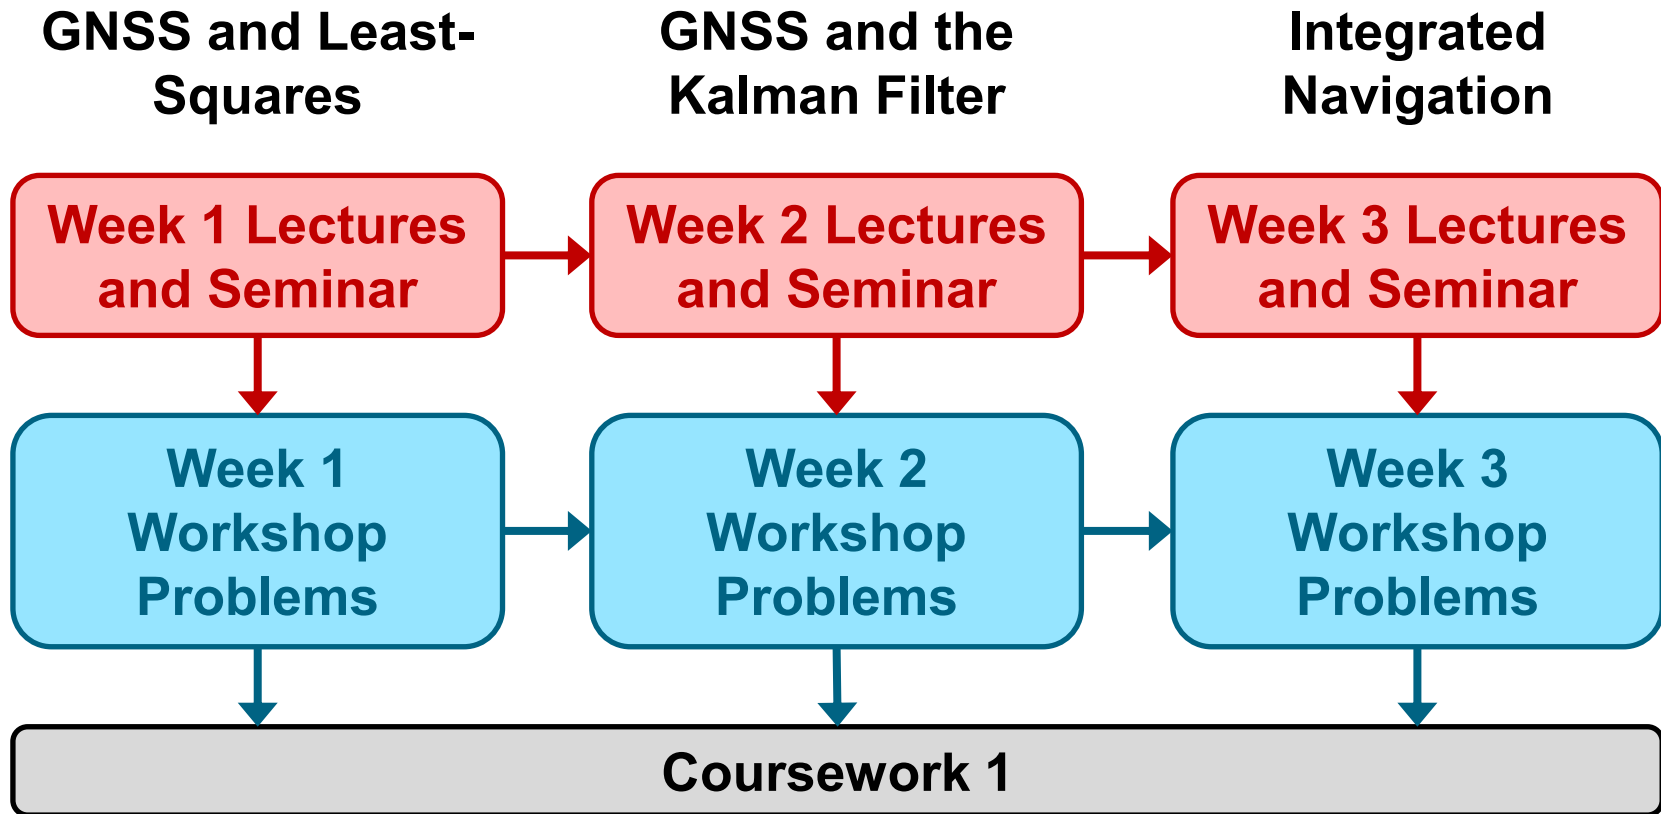 GNSS and Least-
Squares
GNSS and the
Kalman Filter
Integrated
Navigation
Week 1 Lectures
and Seminar
Week 2 Lectures
and Seminar
Week 3 Lectures
and Seminar
Week 1
Workshop
Problems
Week 2
Workshop
Problems
Week 3
Workshop
Problems
Coursework 1